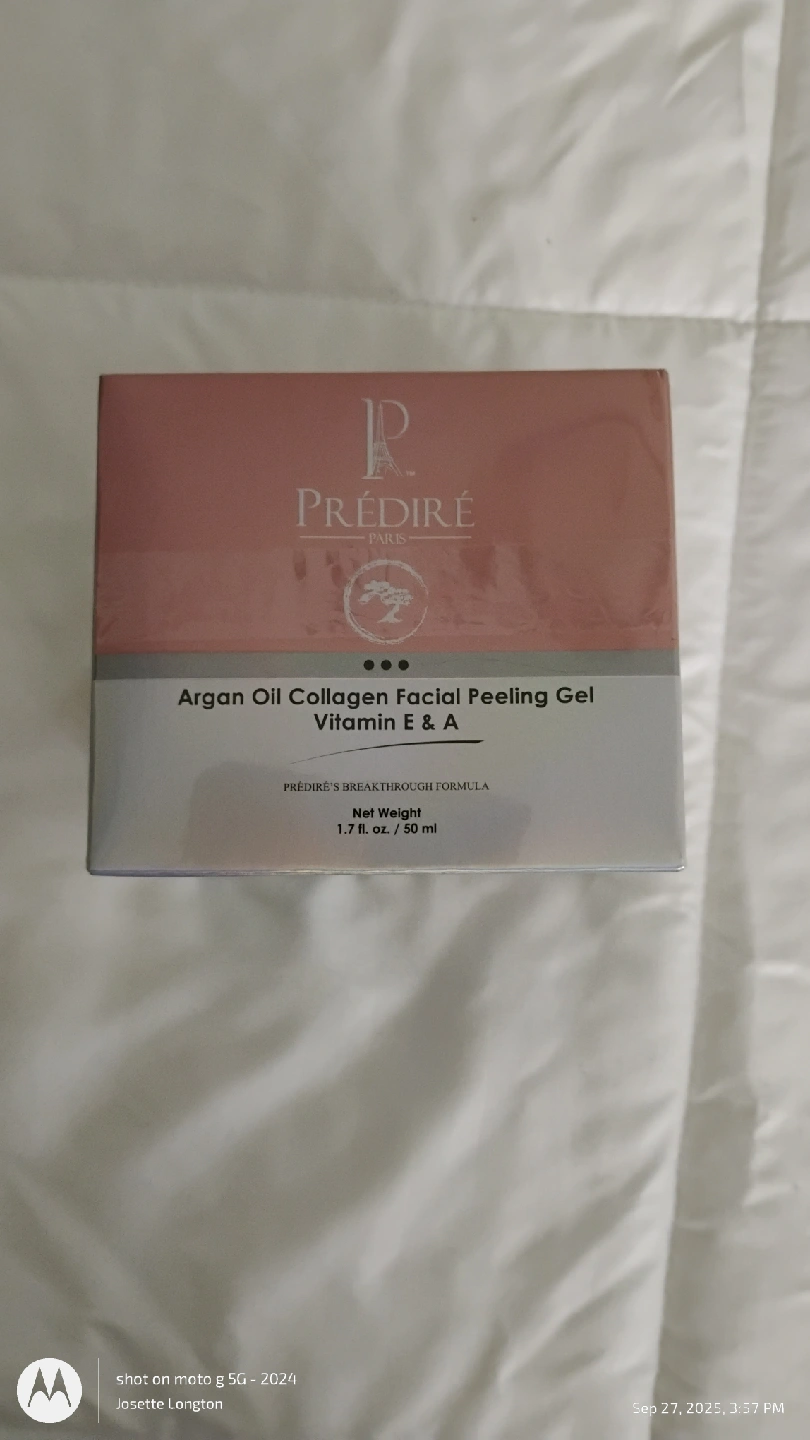 P™
PRÉDIRÉ
PARIS
Argan Oil Collagen Facial Peeling Gel
Vitamin E & A
PRÉDIRÉ'S BREAKTHROUGH FORMULA
Net Weight
1.7 fl. oz. / 50 ml
shot on moto g 5G - 2024
Josette Longton
Sep 27, 2025, 3:57 PM